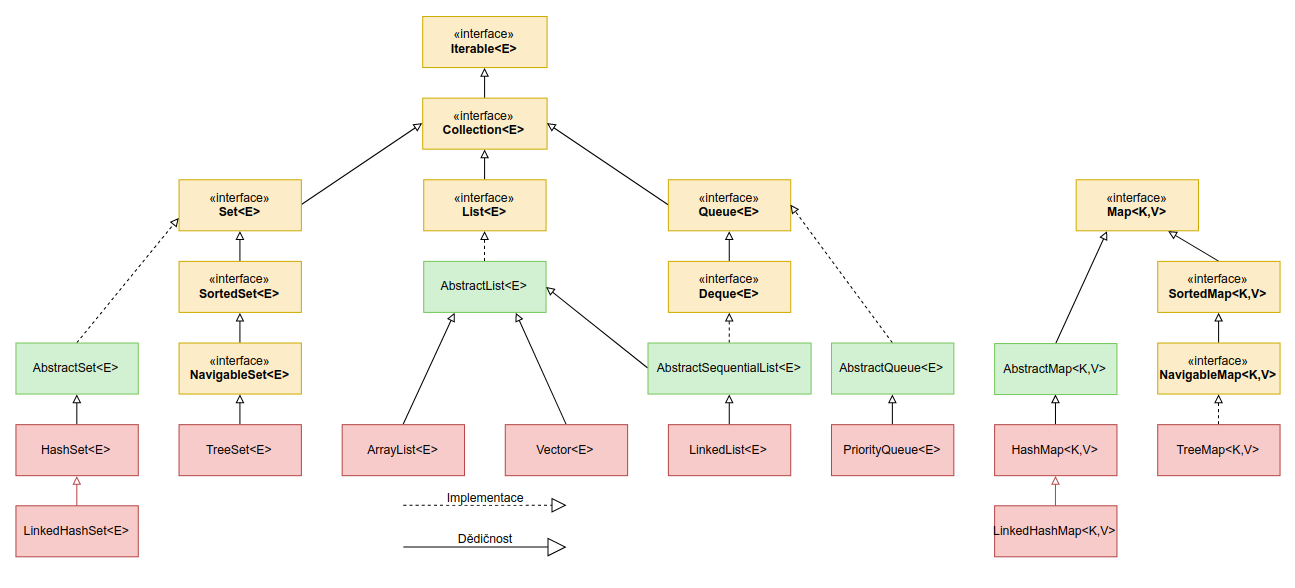 «interface»
Iterable<E>
«interface»
Collection<E>
«interface»
Set<E>
«interface»
List<E>
«interface»
Queue<E>
«interface»
Map<K,V>
«interface»
SortedSet<E>
AbstractList<E>
«interface»
Deque<E>
«interface»
SortedMap<K,V>
AbstractSet<E>
«interface»
NavigableSet<E>
AbstractSequentialList<E>
AbstractQueue<E>
AbstractMap<K,V>
«interface»
NavigableMap<K,V>
HashSet<E>
TreeSet<E>
ArrayList<E>
Vector<E>
LinkedList<E>
PriorityQueue<E>
HashMap<K,V>
TreeMap<K,V>
Implementace
LinkedHashSet<E>
LinkedHashMap<K,V>
Dědičnost